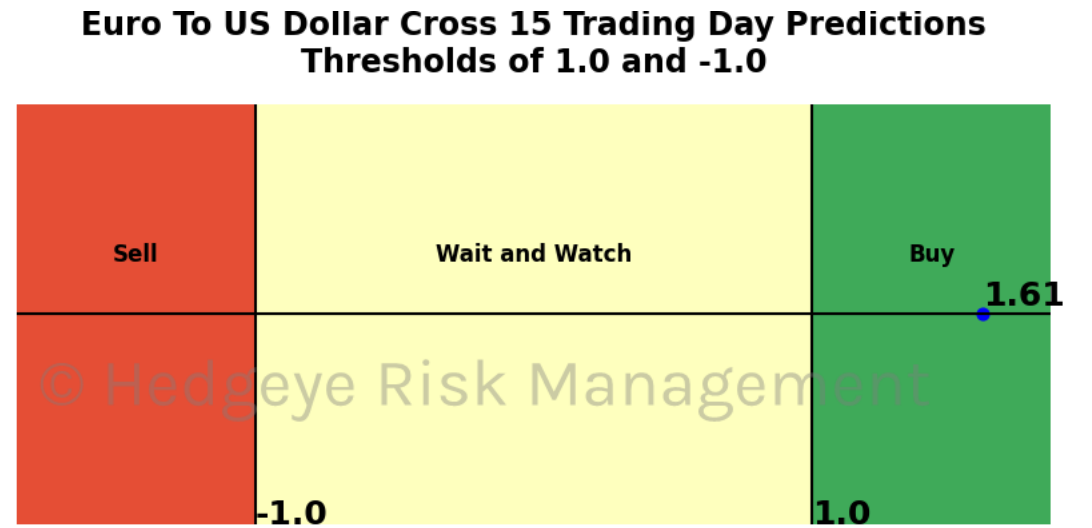 Euro To US Dollar Cross 15 Trading Day Predictions
Thresholds of 1.0 and -1.0
Sell
Wait and Watch
Buy
1.61
© Hedgeye Risk Management
-1.0
1.0